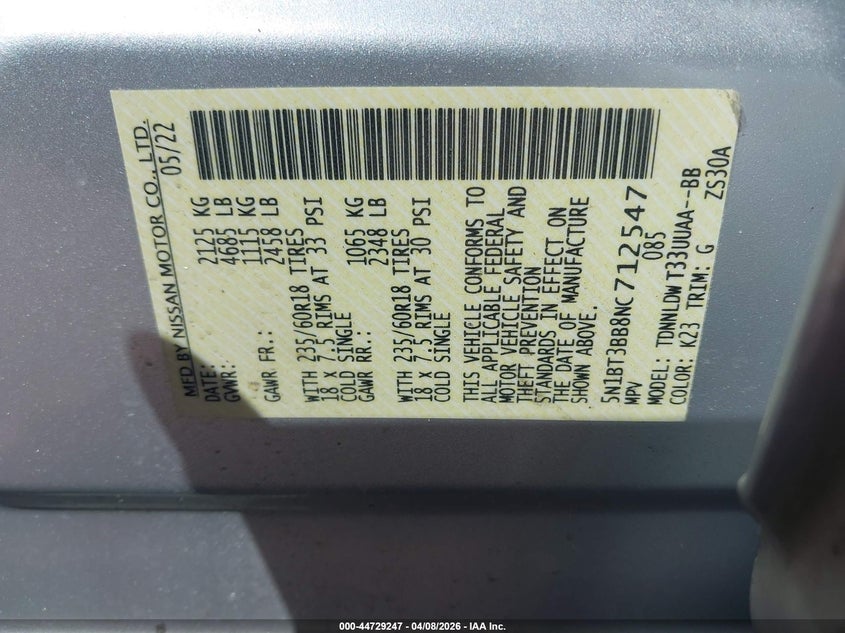 MFD BY NISSAN MOTOR CO., LTD.
DATE: 05/22
GVWR: 2125 KG
4685 LB
GAWR FR.: 1115 KG
2458 LB
WITH 235/60R18 TIRES
18 X 7.5 RIMS AT 33 PSI
COLD SINGLE
GAWR RR.: 1065 KG
2348 LB
WITH 235/60R18 TIRES
18 X 7.5 RIMS AT 30 PSI
COLD SINGLE
THIS VEHICLE CONFORMS TO
ALL APPLICABLE FEDERAL
MOTOR VEHICLE SAFETY AND
THEFT PREVENTION
STANDARDS IN EFFECT ON
THE DATE OF MANUFACTURE
SHOWN ABOVE.
5N1BT3BB8NC712547
MPV 085
MODEL: TDNNLDW T33UUAA--BB
COLOR: K23 TRIM: G ZS30A
000-44729247 - 04/08/2026 - IAA Inc.